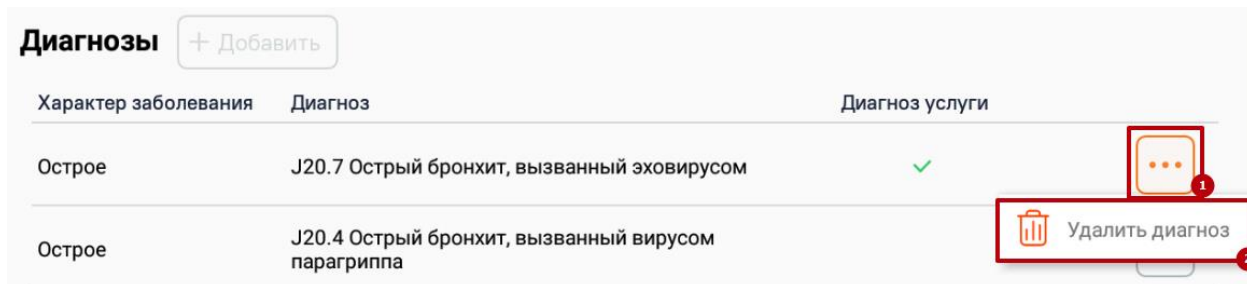 Диагнозы + Добавить
Характер заболевания Диагноз Диагноз услуги
Острое J20.7 Острый бронхит, вызванный эховирусом
1
Удалить диагноз
Острое J20.4 Острый бронхит, вызванный вирусом
парагриппа
2